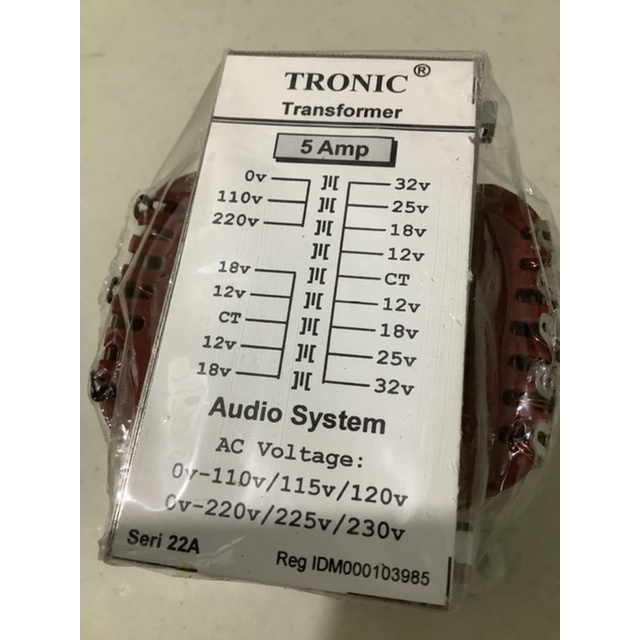 TRONIC ®
Transformer
5 Amp
0v 32v
110v 25v
220v 18v
12v
18v CT
12v 12v
CT 18v
12v 25v
18v 32v
Audio System
AC Voltage:
0v-110v/115v/120v
0v-220v/225v/230v
Seri 22A Reg IDM000103985